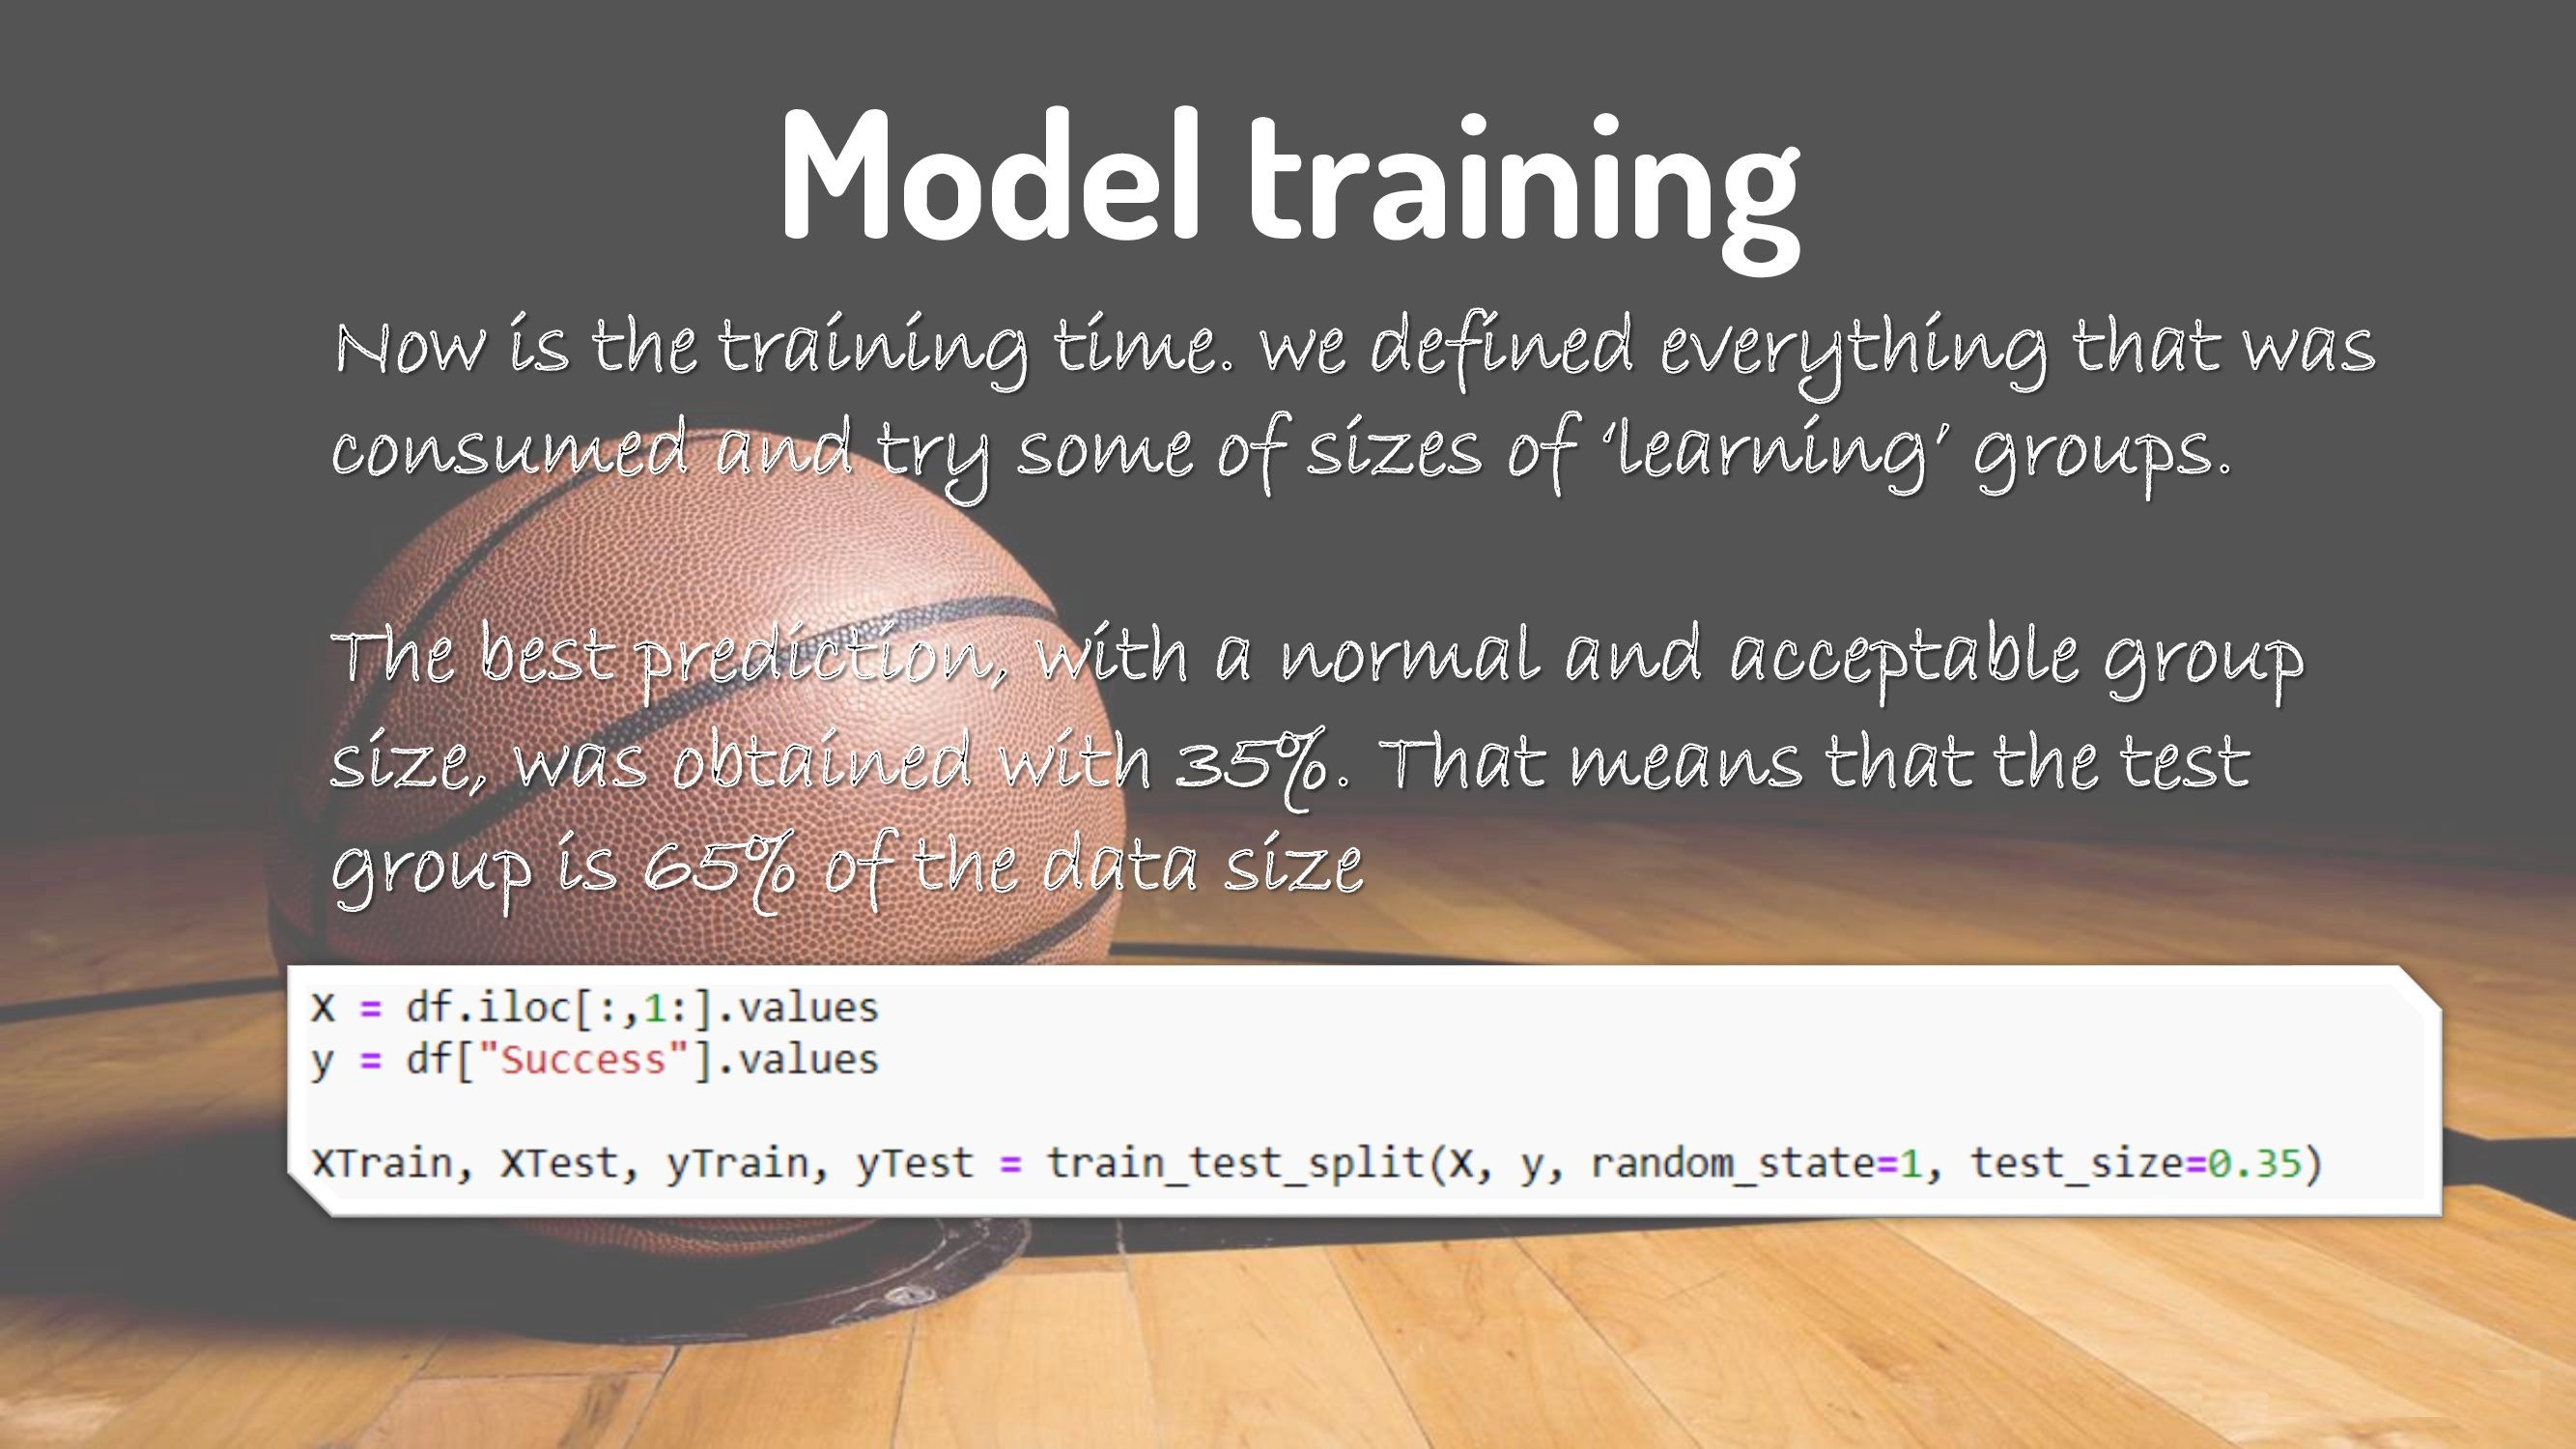 Model training
Now is the training time. we defined everything that was
consumed and try some of sizes of ‘learning’ groups.
The best prediction, with a normal and acceptable group
size, was obtained with 35%. That means that the test
group is 65% of the data size
X = df.iloc[:,1:].values
y = df["Success"].values
XTrain, XTest, yTrain, yTest = train_test_split(X, y, random_state=1, test_size=0.35)